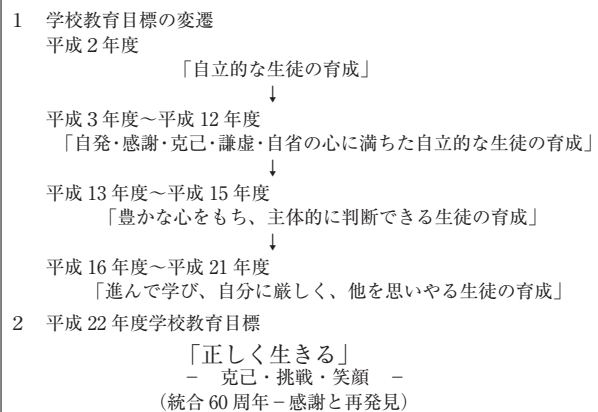 1 学校教育目標の変遷
平成2年度
「自立的な生徒の育成」
↓
平成3年度～平成12年度
「自発・感謝・克己・謙虚・自省の心に満ちた自立的な生徒の育成」
↓
平成13年度～平成15年度
「豊かな心をもち、主体的に判断できる生徒の育成」
↓
平成16年度～平成21年度
「進んで学び、自分に厳しく、他を思いやる生徒の育成」
2 平成22年度学校教育目標
「正しく生きる」
－ 克己・挑戦・笑顔 －
（統合60周年－感謝と再発見）